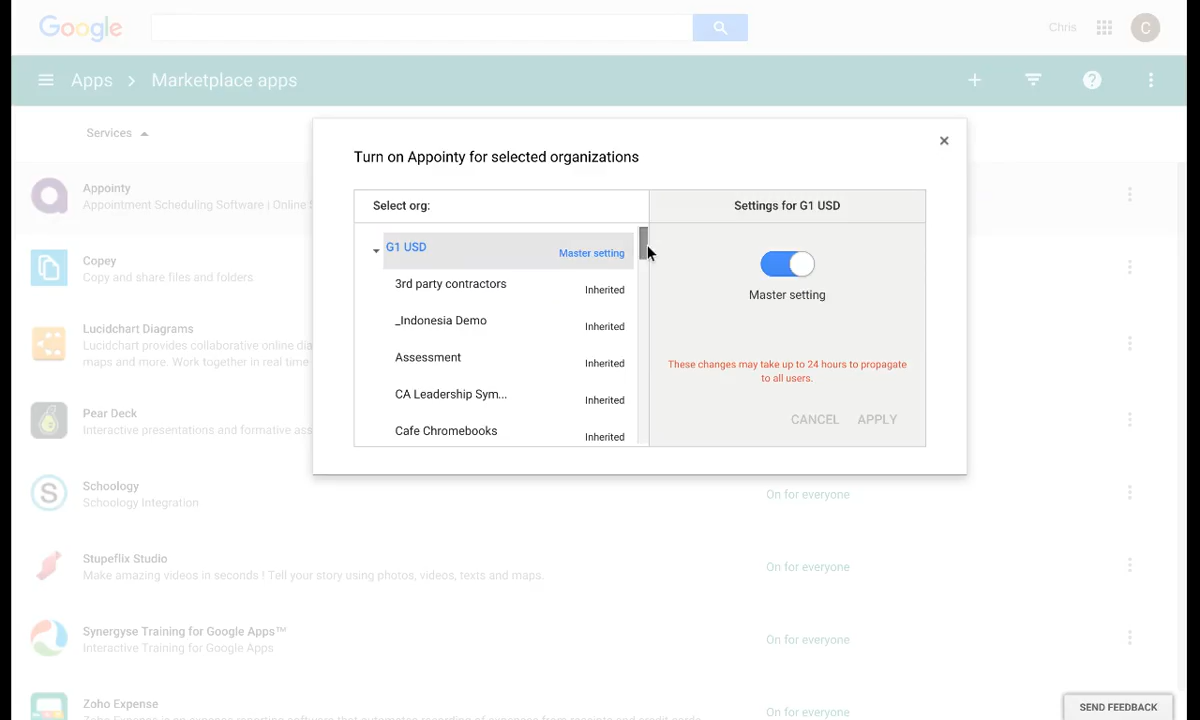 Google
Chris
C
Apps > Marketplace apps
Services
Turn on Appointy for selected organizations
Select org:
Settings for G1 USD
G1 USD Master setting
3rd party contractors Inherited
_Indonesia Demo Inherited
Assessment Inherited
CA Leadership Sym... Inherited
Cafe Chromebooks Inherited
Master setting
These changes may take up to 24 hours to propagate
to all users.
CANCEL APPLY
Appointy
Appointment Scheduling Software | Online
Copey
Copy and share files and folders
Lucidchart Diagrams
Lucidchart provides collaborative online
maps and more. Work together in real time
Pear Deck
Interactive presentations and formative
Schoology
Schoology Integration
On for everyone
Stupeflix Studio
Make amazing videos in seconds ! Tell your story using photos, videos, texts and maps.
On for everyone
Synergyse Training for Google Apps™
Interactive Training for Google Apps
On for everyone
Zoho Expense
On for everyone
SEND FEEDBACK